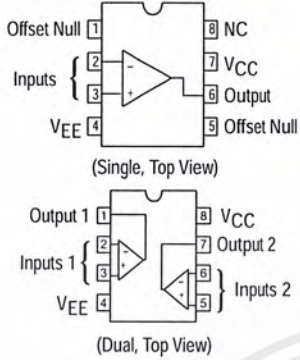 Offset Null 1 8 NC
2 − 7 VCC
Inputs {
3 + 6 Output
VEE 4 5 Offset Null
(Single, Top View)
Output 1 1 8 VCC
2 − 7 Output 2
Inputs 1 {
3 + − 6
} Inputs 2
VEE 4 + 5
(Dual, Top View)